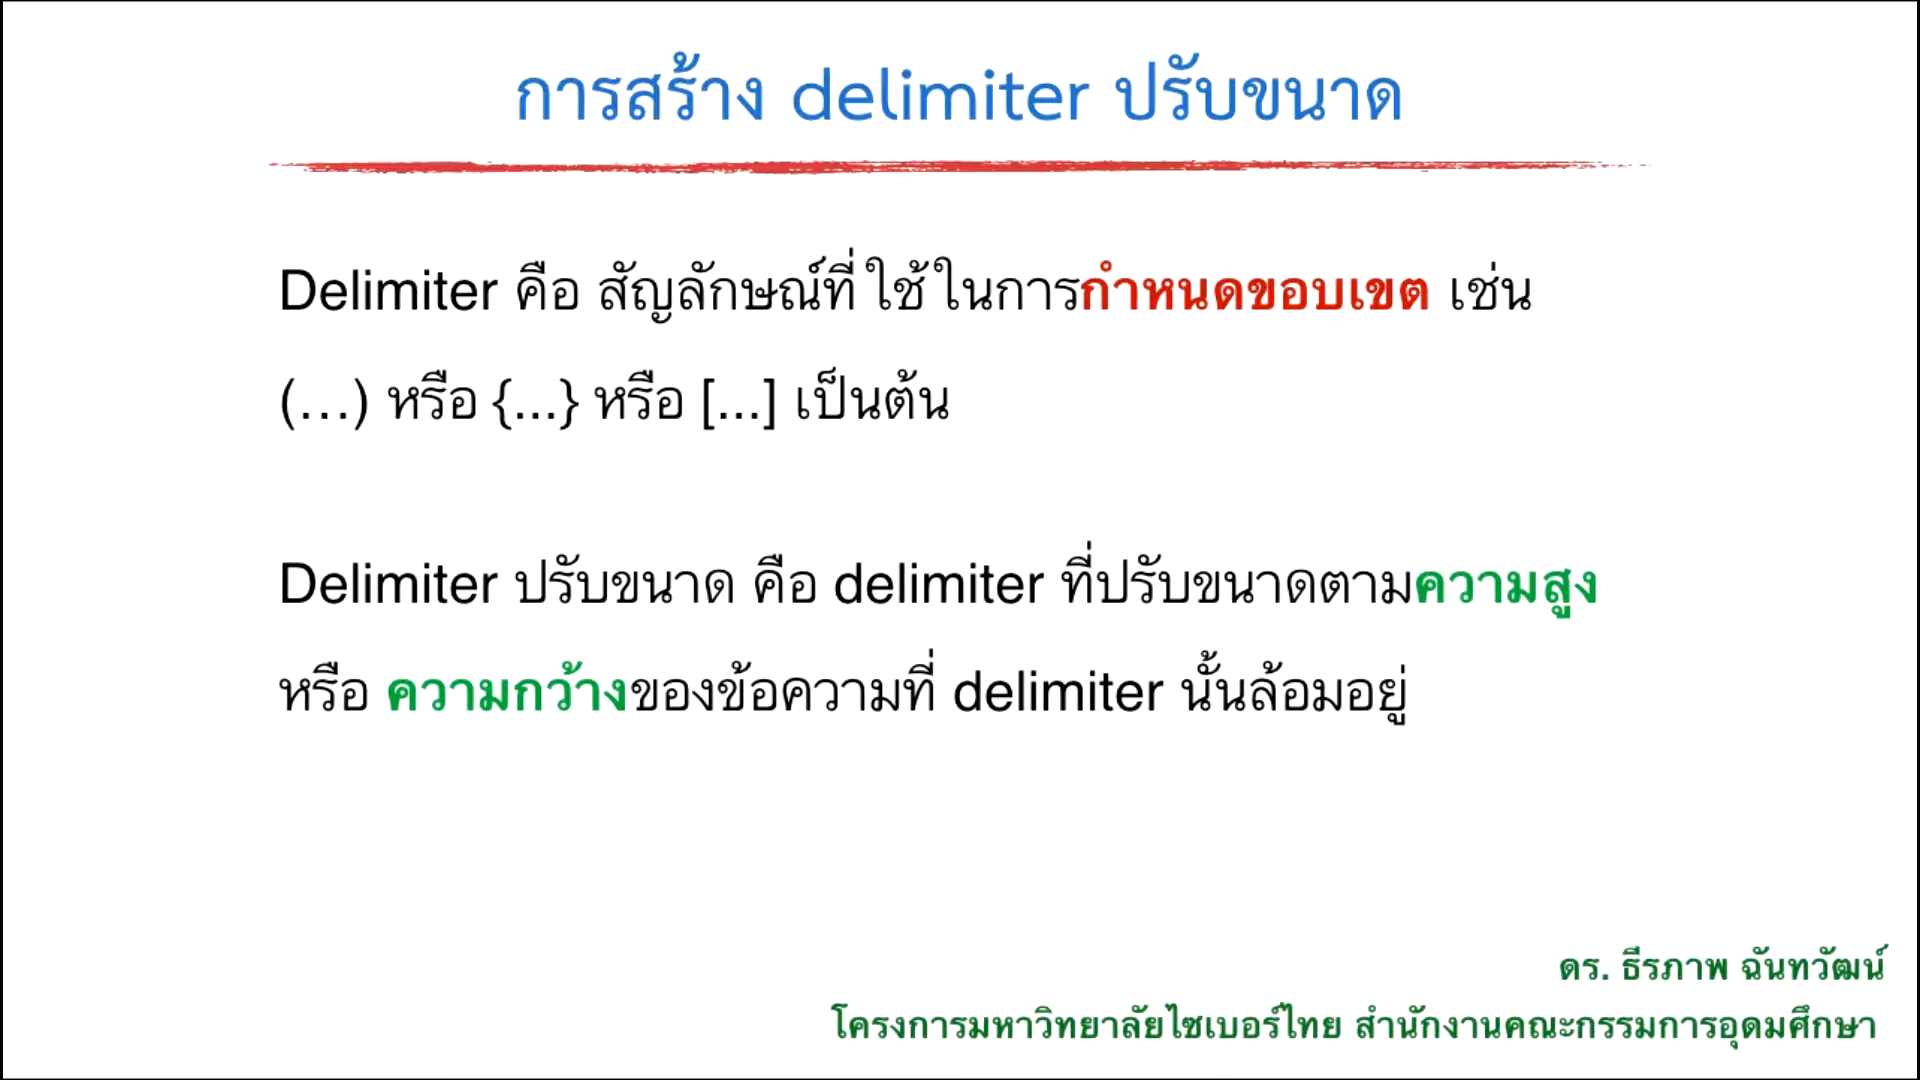 การสร้าง delimiter ปรับขนาด
Delimiter คือ สัญลักษณ์ที่ใช้ในการกำหนดขอบเขต เช่น
(…) หรือ {...} หรือ [...] เป็นต้น
Delimiter ปรับขนาด คือ delimiter ที่ปรับขนาดตามความสูง
หรือ ความกว้างของข้อความที่ delimiter นั้นล้อมอยู่
ดร. ธีรภาพ ฉันทวัฒน์
โครงการมหาวิทยาลัยไซเบอร์ไทย สำนักงานคณะกรรมการอุดมศึกษา